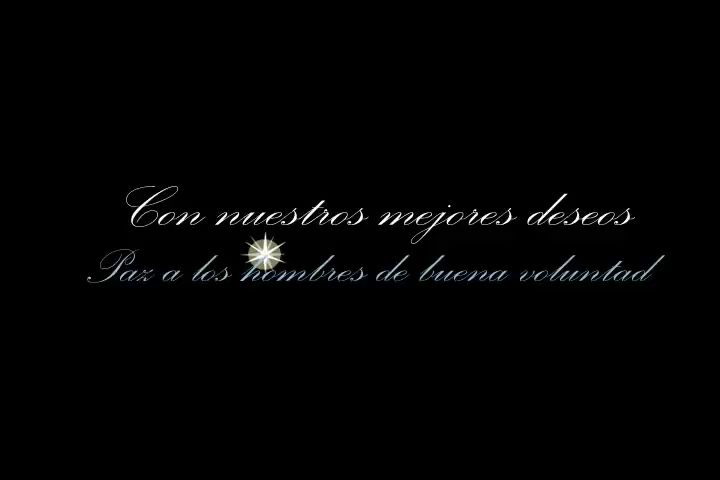 Con nuestros mejores deseos
Paz a los hombres de buena voluntad